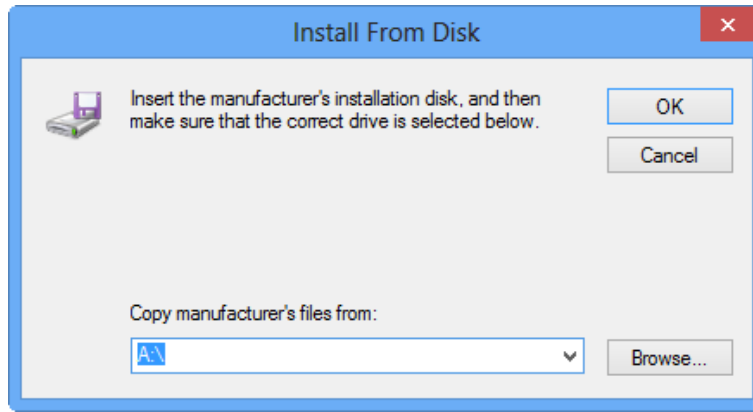 Install From Disk
Insert the manufacturer's installation disk, and then
make sure that the correct drive is selected below.
OK
Cancel
Copy manufacturer's files from:
A:\
Browse...